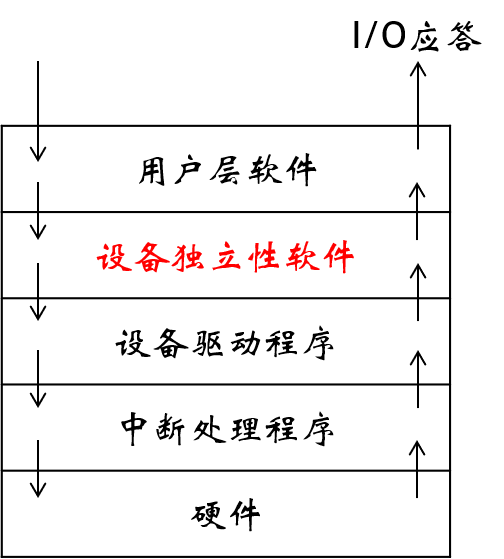 I/O应答
用户层软件
设备独立性软件
设备驱动程序
中断处理程序
硬件